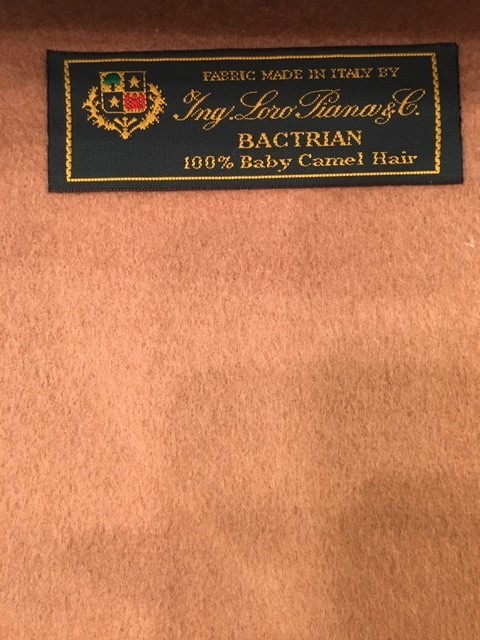 FABRIC MADE IN ITALY BY
Ing. Loro Piana & C.
BACTRIAN
100% Baby Camel Hair